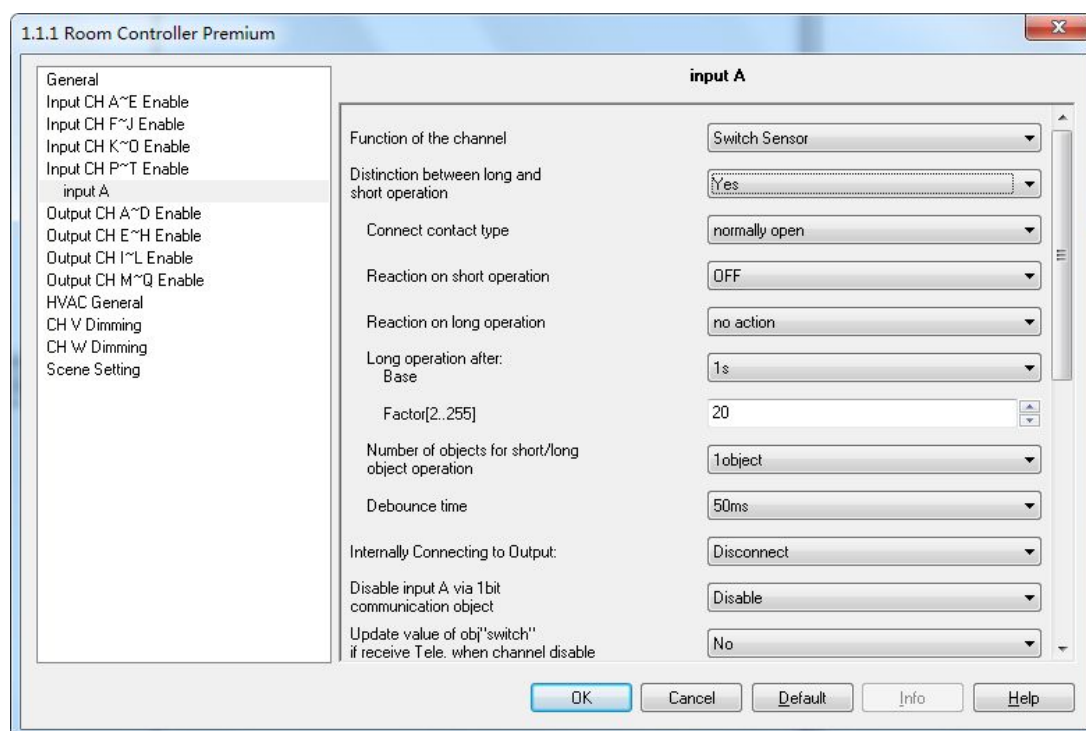 1.1.1 Room Controller Premium
General
Input CH A~E Enable
Input CH F~J Enable
Input CH K~O Enable
Input CH P~T Enable
input A
Output CH A~D Enable
Output CH E~H Enable
Output CH I~L Enable
Output CH M~Q Enable
HVAC General
CH V Dimming
CH W Dimming
Scene Setting
input A
Function of the channel Switch Sensor
Distinction between long and
short operation Yes
Connect contact type normally open
Reaction on short operation OFF
Reaction on long operation no action
Long operation after:
Base 1s
Factor[2..255] 20
Number of objects for short/long
object operation 1object
Debounce time 50ms
Internally Connecting to Output: Disconnect
Disable input A via 1bit
communication object Disable
Update value of obj"switch"
if receive Tele. when channel disable No
OK Cancel Default Info Help